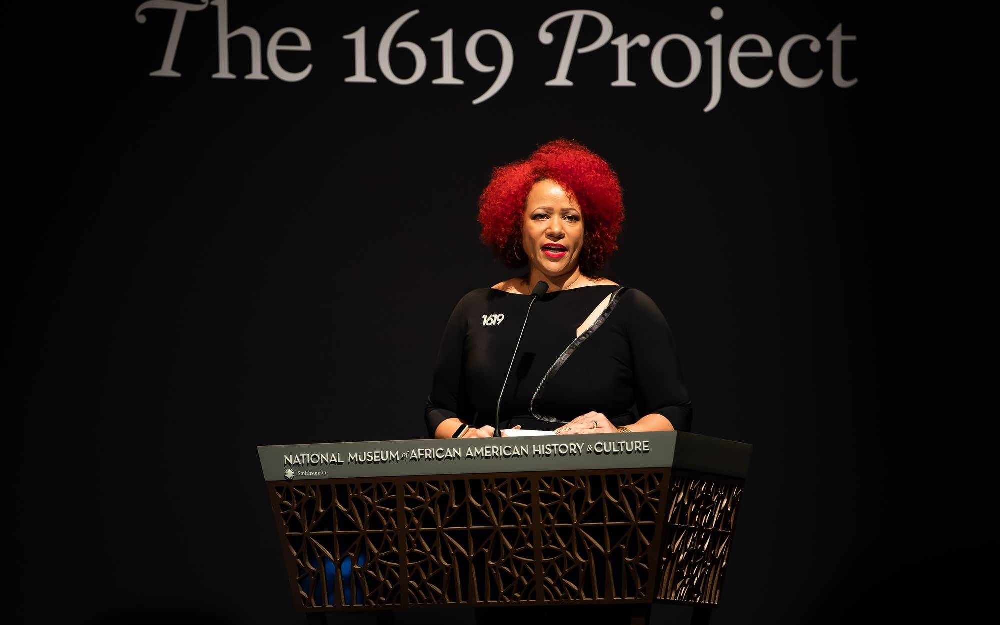 The 1619 Project
1619
NATIONAL MUSEUM of AFRICAN AMERICAN HISTORY & CULTURE
Smithsonian